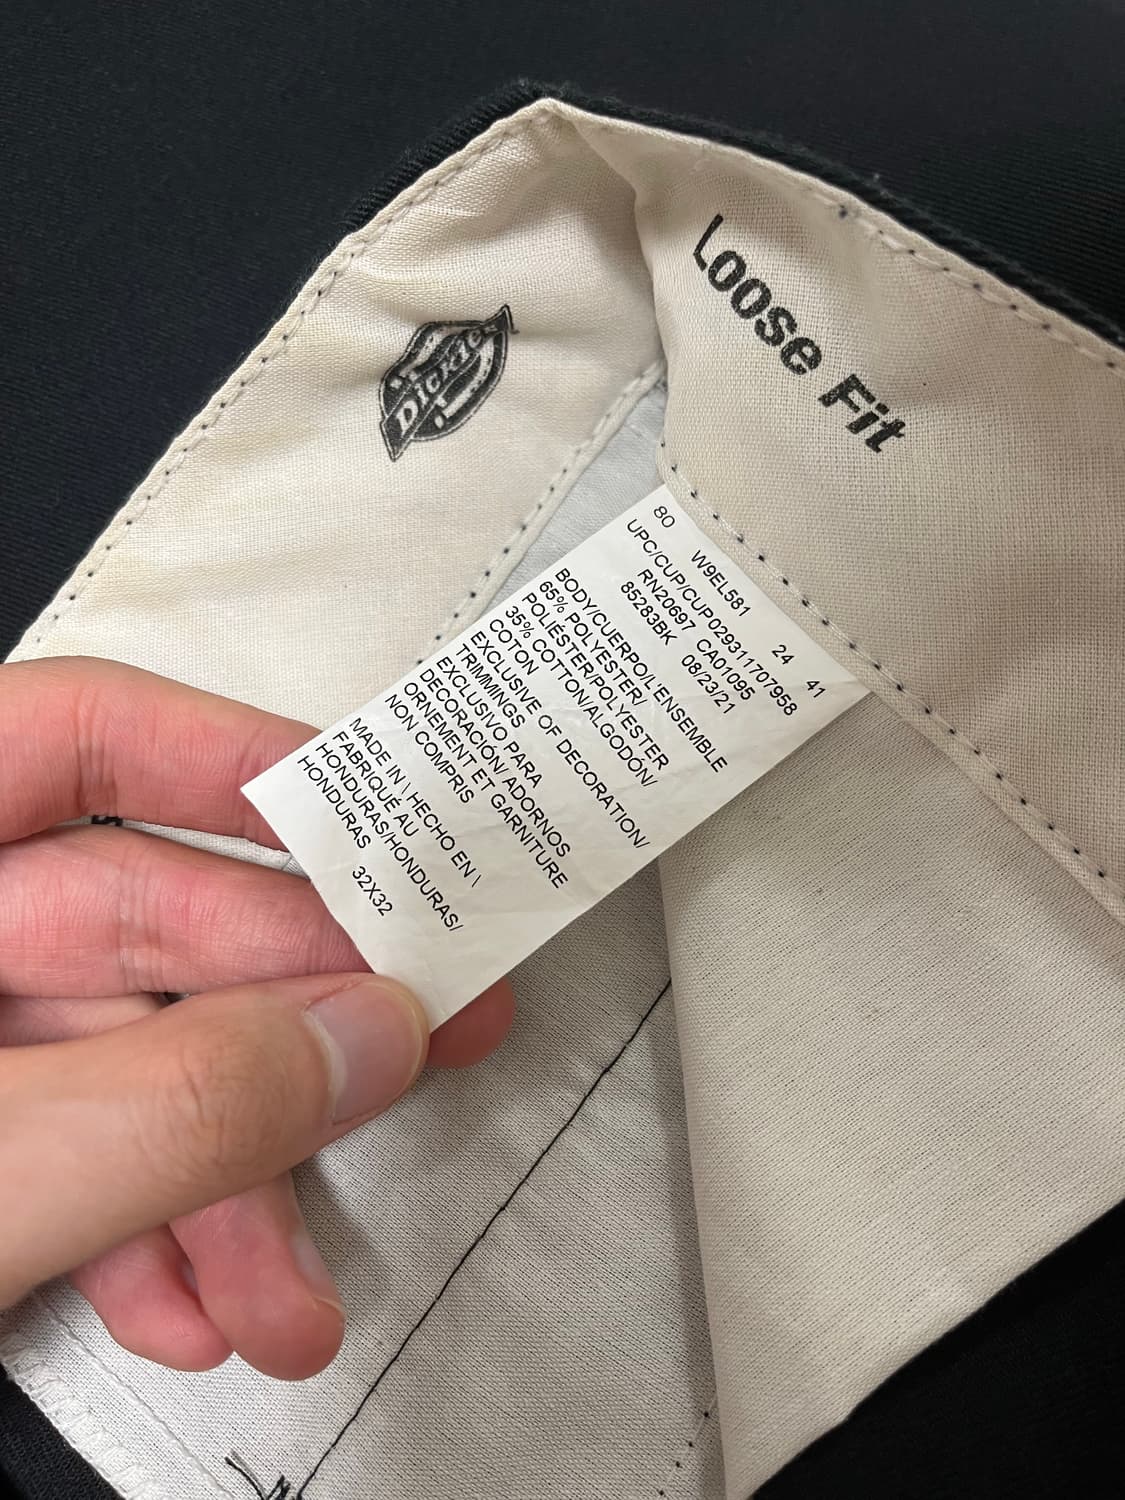 Dickies
Loose Fit
80 W9EL581 24 41
UPC/CUP/CUP029311707958
RN20697 CA01095
85283BK 08/23/21
BODY/CUERPO/L'ENSEMBLE
65% POLYESTER/
POLIÉSTER/POLYESTER
35% COTTON/ALGODÓN/
COTON
EXCLUSIVE OF DECORATION/
TRIMMINGS
EXCLUSIVO PARA
DECORACIÓN/ ADORNOS
ORNEMENT ET GARNITURE
NON COMPRIS
MADE IN \ HECHO EN \
FABRIQUÉ AU
HONDURAS/HONDURAS/
HONDURAS
32X32